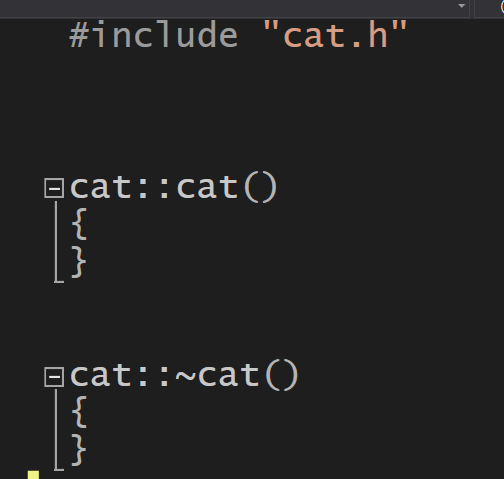 #include "cat.h"
cat::cat()
{
}
cat::~cat()
{
}